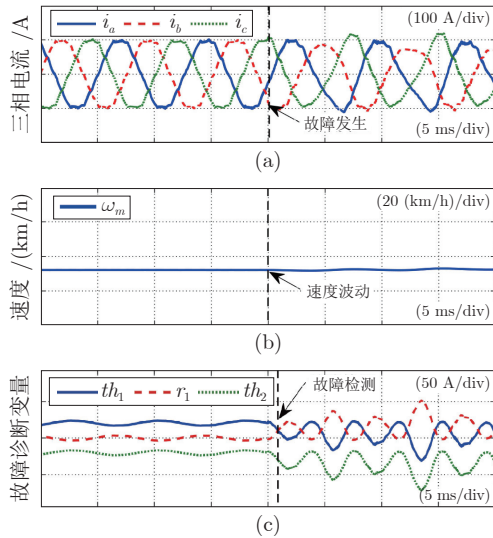 三相电流 /A
i_a i_b i_c
(100 A/div)
故障发生
(5 ms/div)
(a)
速度 /(km/h)
ω_m
(20 (km/h)/div)
速度波动
(5 ms/div)
(b)
故障诊断变量
th_1 r_1 th_2
故障检测
(50 A/div)
(5 ms/div)
(c)